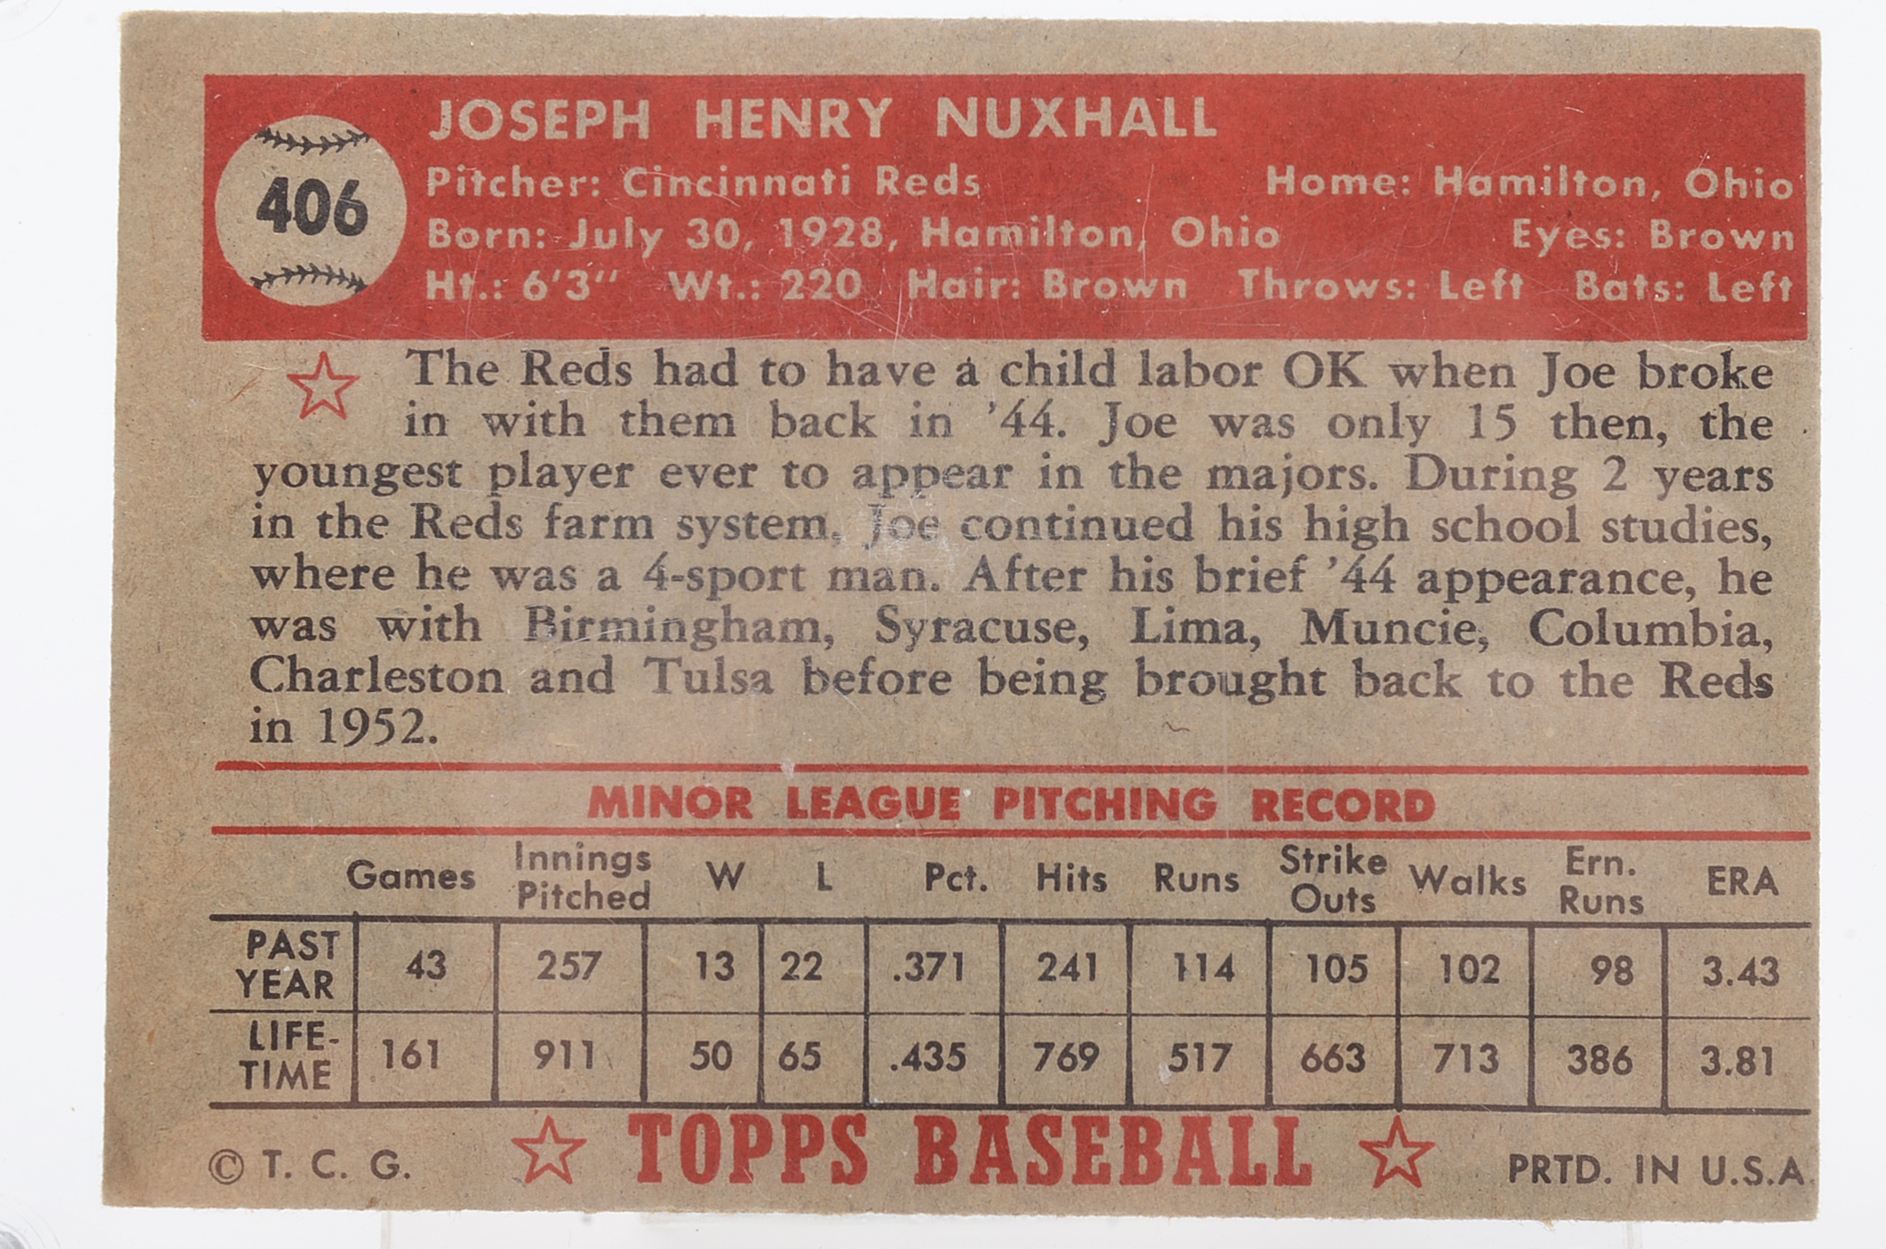 406
JOSEPH HENRY NUXHALL
Pitcher: Cincinnati Reds Home: Hamilton, Ohio
Born: July 30, 1928, Hamilton, Ohio Eyes: Brown
Ht.: 6'3" Wt.: 220 Hair: Brown Throws: Left Bats: Left
The Reds had to have a child labor OK when Joe broke
in with them back in '44. Joe was only 15 then, the
youngest player ever to appear in the majors. During 2 years
in the Reds farm system, Joe continued his high school studies,
where he was a 4-sport man. After his brief '44 appearance, he
was with Birmingham, Syracuse, Lima, Muncie, Columbia,
Charleston and Tulsa before being brought back to the Reds
in 1952.
MINOR LEAGUE PITCHING RECORD
Games Innings Pitched W L Pct. Hits Runs Strike Outs Walks Ern. Runs ERA
PAST YEAR 43 257 13 22 .371 241 114 105 102 98 3.43
LIFE-TIME 161 911 50 65 .435 769 517 663 713 386 3.81
© T. C. G. TOPPS BASEBALL PRTD. IN U.S.A.